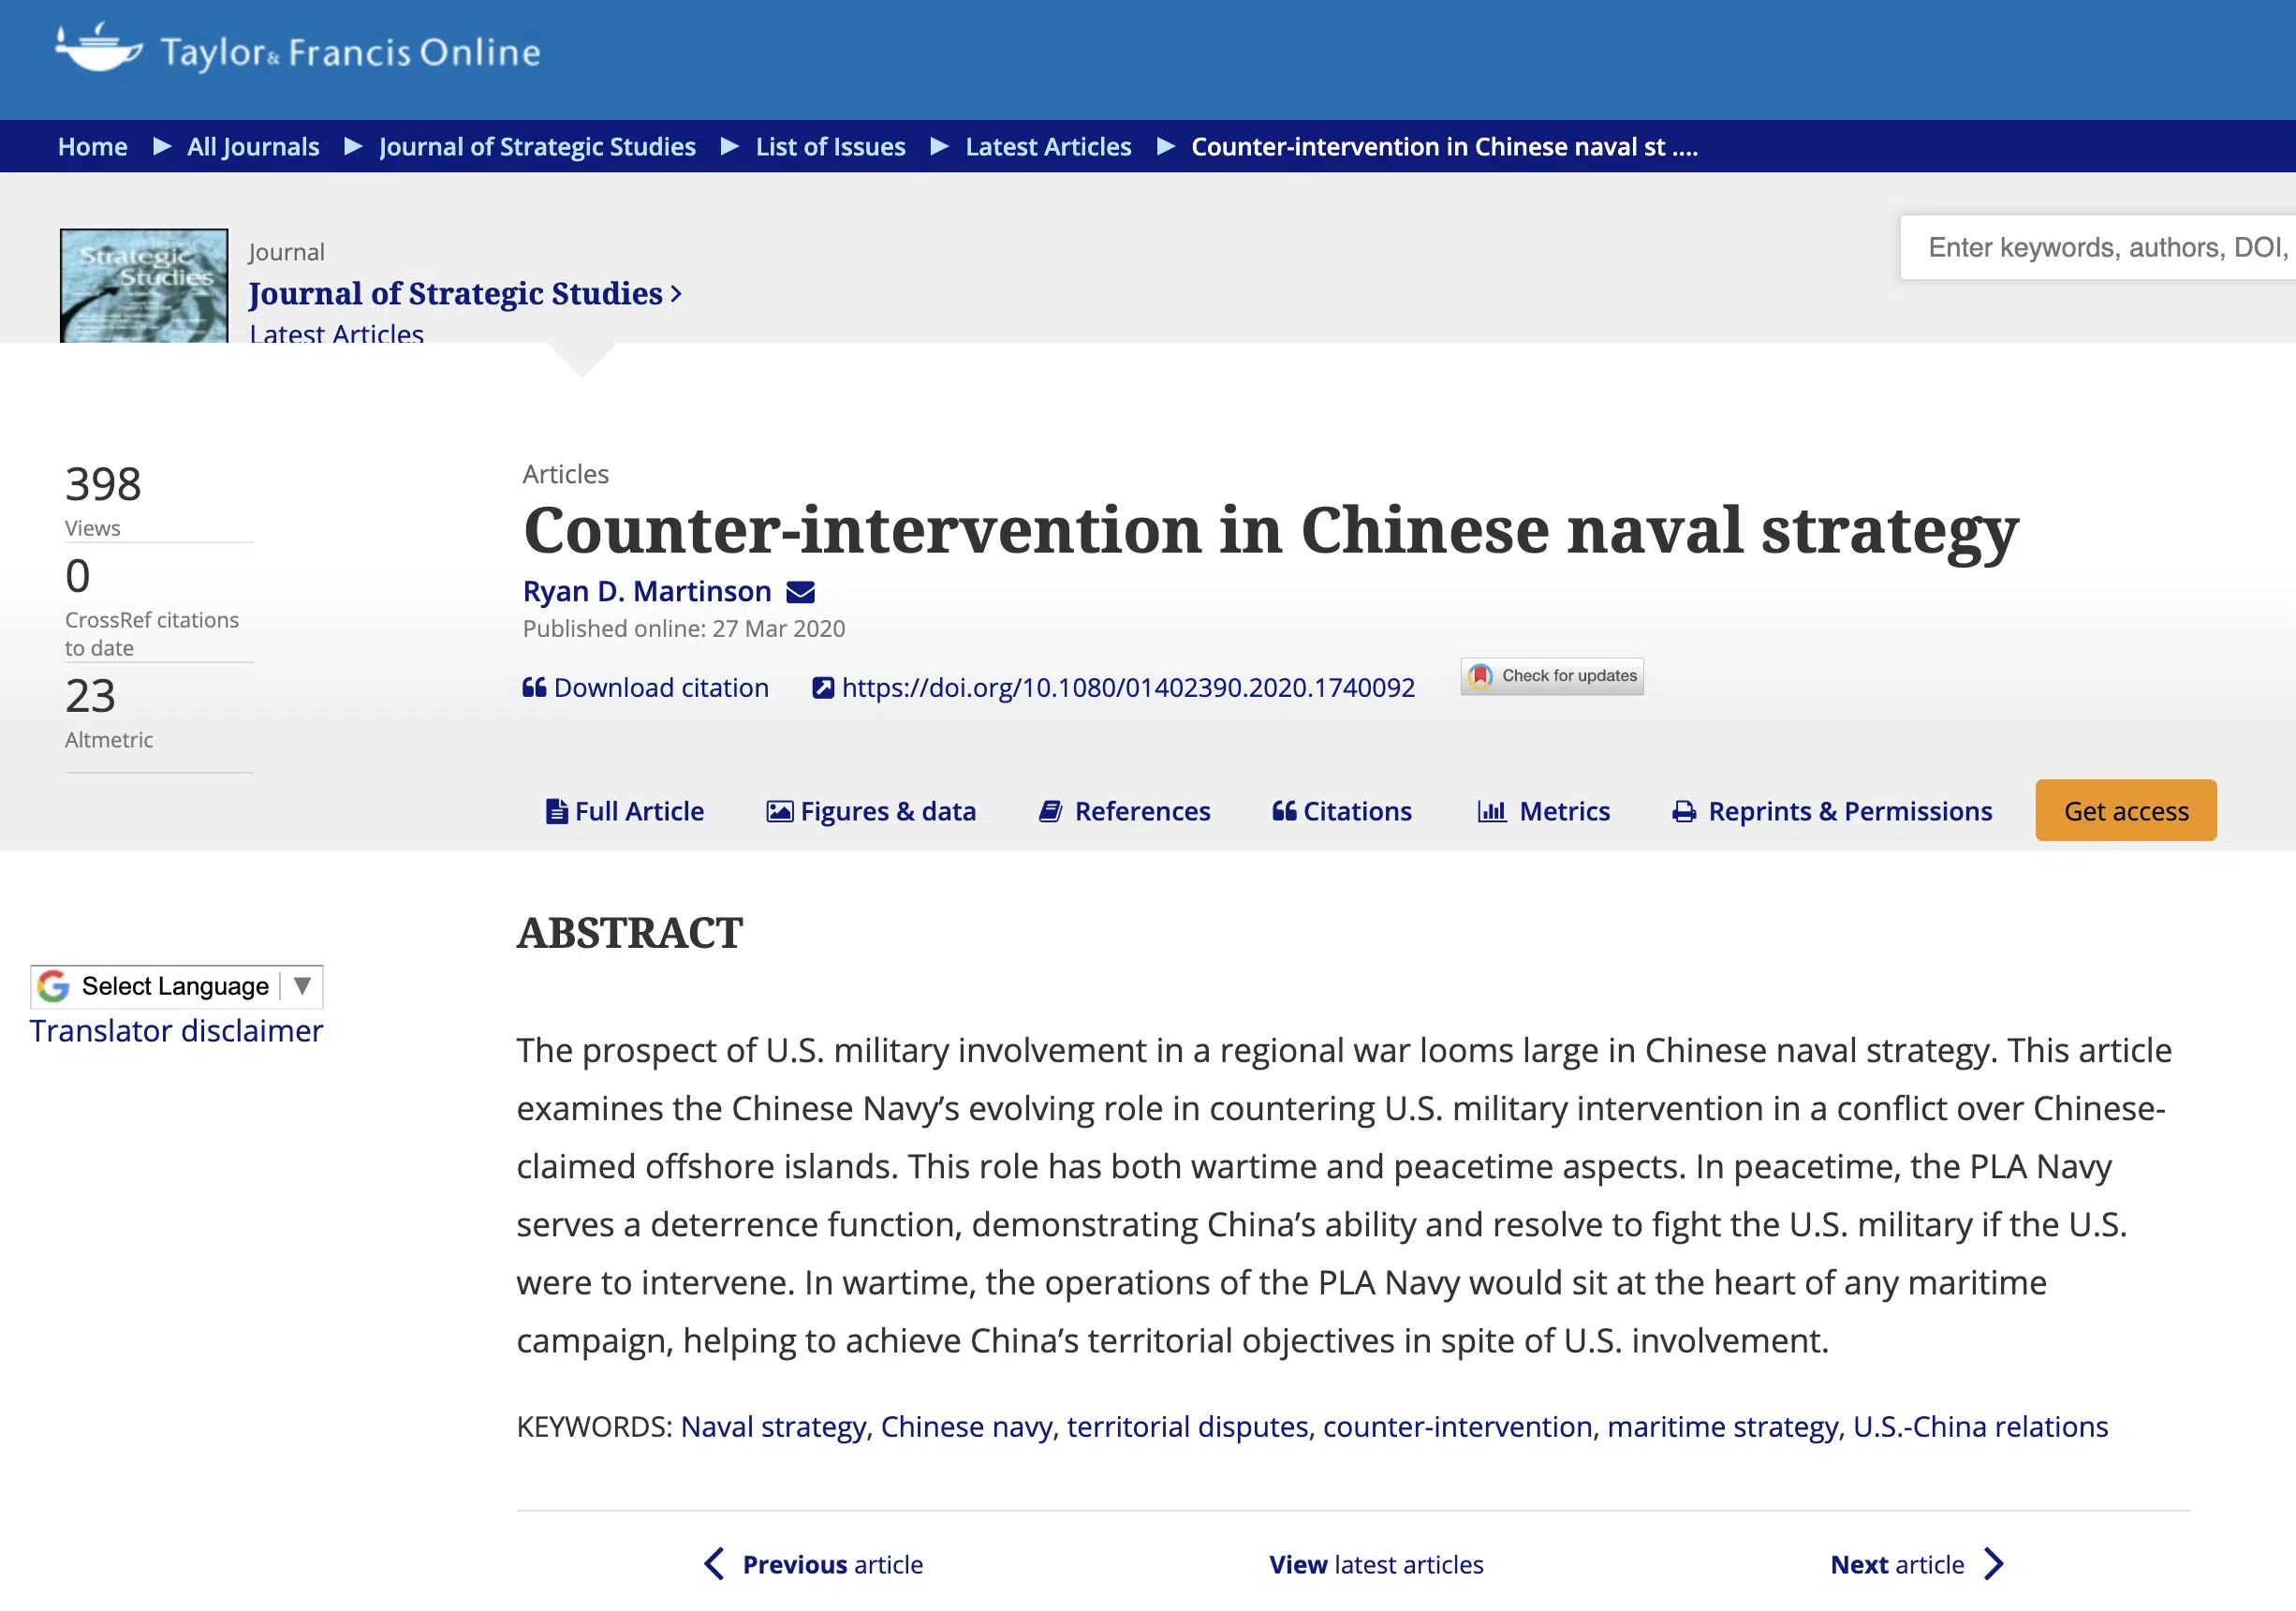 Taylor & Francis Online
Home ▶ All Journals ▶ Journal of Strategic Studies ▶ List of Issues ▶ Latest Articles ▶ Counter-intervention in Chinese naval st ....
Strategic
Studies
Journal
Journal of Strategic Studies >
Latest Articles
Enter keywords, authors, DOI,
398
Views
0
CrossRef citations
to date
23
Altmetric
Articles
Counter-intervention in Chinese naval strategy
Ryan D. Martinson
Published online: 27 Mar 2020
Download citation https://doi.org/10.1080/01402390.2020.1740092 Check for updates
Full Article Figures & data References Citations Metrics Reprints & Permissions Get access
Select Language ▼
Translator disclaimer
ABSTRACT
The prospect of U.S. military involvement in a regional war looms large in Chinese naval strategy. This article
examines the Chinese Navy’s evolving role in countering U.S. military intervention in a conflict over Chinese-
claimed offshore islands. This role has both wartime and peacetime aspects. In peacetime, the PLA Navy
serves a deterrence function, demonstrating China’s ability and resolve to fight the U.S. military if the U.S.
were to intervene. In wartime, the operations of the PLA Navy would sit at the heart of any maritime
campaign, helping to achieve China’s territorial objectives in spite of U.S. involvement.
KEYWORDS: Naval strategy, Chinese navy, territorial disputes, counter-intervention, maritime strategy, U.S.-China relations
Previous article View latest articles Next article